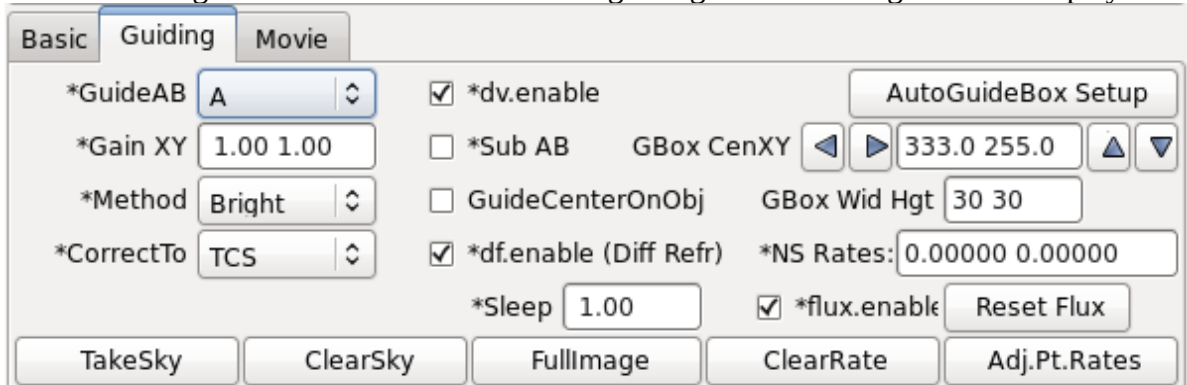 Basic Guiding Movie
*GuideAB A *dv.enable AutoGuideBox Setup
*Gain XY 1.00 1.00 *Sub AB GBox CenXY 333.0 255.0
*Method Bright GuideCenterOnObj GBox Wid Hgt 30 30
*CorrectTo TCS *df.enable (Diff Refr) *NS Rates: 0.00000 0.00000
*Sleep 1.00 *flux.enable Reset Flux
TakeSky ClearSky FullImage ClearRate Adj.Pt.Rates